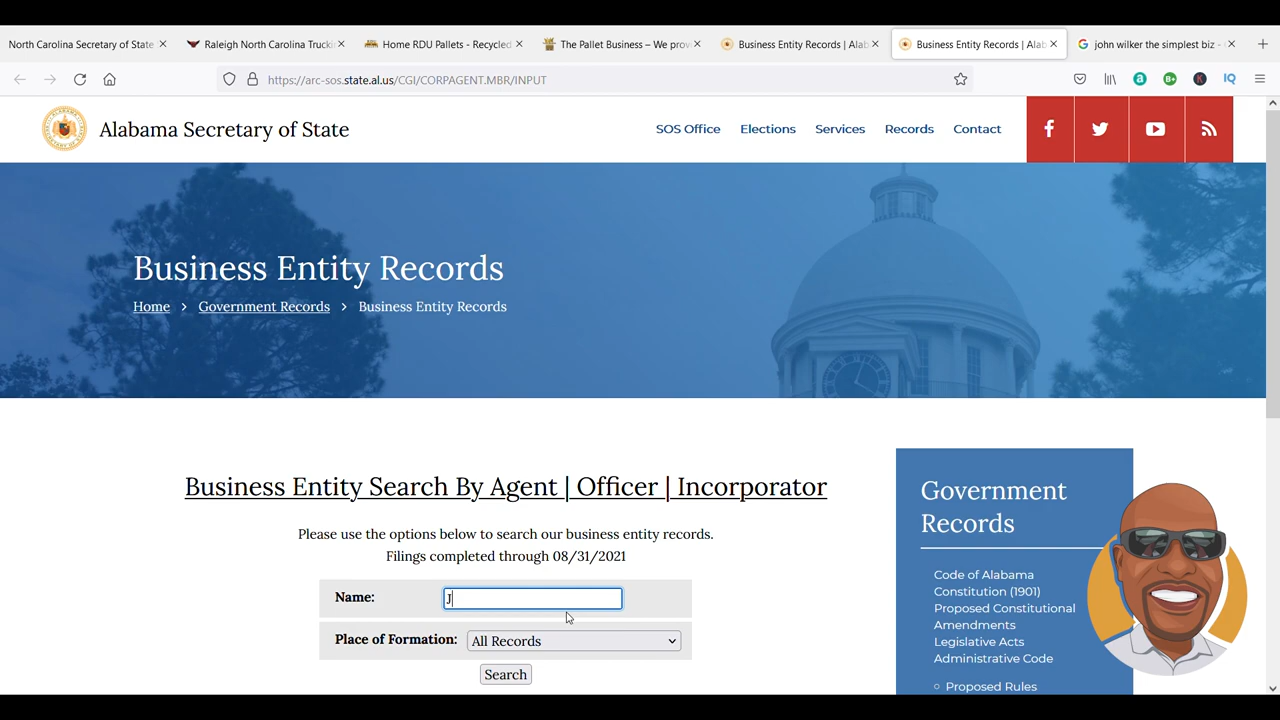 North Carolina Secretary of State
Raleigh North Carolina Trucki
Home RDU Pallets - Recycled
The Pallet Business – We prov
Business Entity Records | Alab
Business Entity Records | Alab
john wilker the simplest biz -
https://arc-sos.state.al.us/CGI/CORPAGENT.MBR/INPUT
a
B+
K
IQ
Alabama Secretary of State
SOS Office
Elections
Services
Records
Contact
Business Entity Records
Home > Government Records > Business Entity Records
Business Entity Search By Agent | Officer | Incorporator
Please use the options below to search our business entity records.
Filings completed through 08/31/2021
Name:
J
Place of Formation:
All Records
Search
Government
Records
Code of Alabama
Constitution (1901)
Proposed Constitutional
Amendments
Legislative Acts
Administrative Code
Proposed Rules